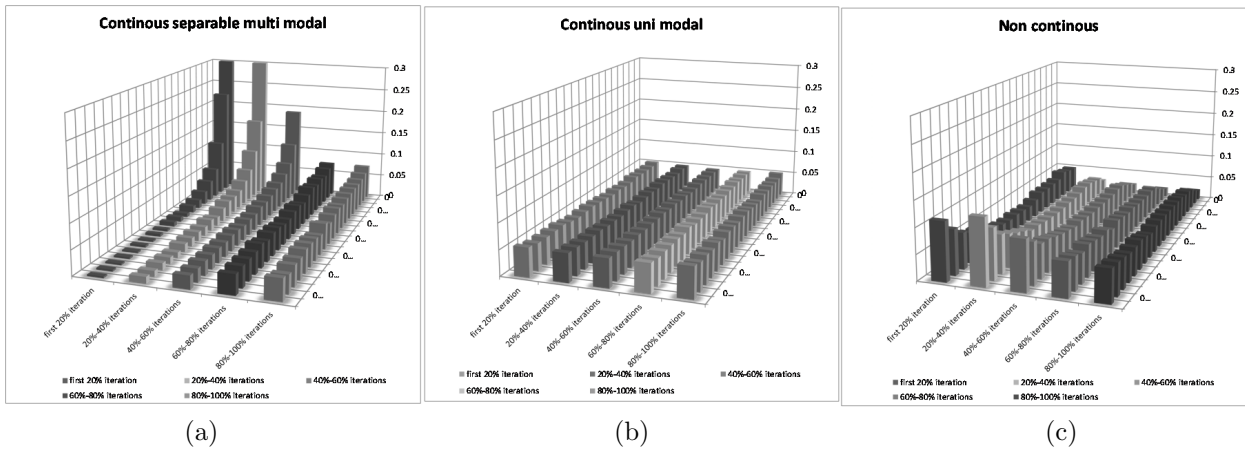 Continous separable multi modal
0.3
0.25
0.2
0.15
0.1
0.05
0
0
0...
0...
0...
0...
0...
0...
first 20% iteration
20%-40% iterations
40%-60% iterations
60%-80% iterations
80%-100% iterations
first 20% iteration 20%-40% iterations 40%-60% iterations
60%-80% iterations 80%-100% iterations
(a)
Continous uni modal
0.3
0.25
0.2
0.15
0.1
0.05
0
0
0...
0...
0...
0...
0...
0...
first 20% iteration
20%-40% iterations
40%-60% iterations
60%-80% iterations
80%-100% iterations
first 20% iteration 20%-40% iterations 40%-60% iterations
60%-80% iterations 80%-100% iterations
(b)
Non continous
0.3
0.25
0.2
0.15
0.1
0.05
0
0
0...
0...
0...
0...
0...
0...
first 20% iteration
20%-40% iterations
40%-60% iterations
60%-80% iterations
80%-100% iterations
first 20% iteration 20%-40% iterations 40%-60% iterations
60%-80% iterations 80%-100% iterations
(c)